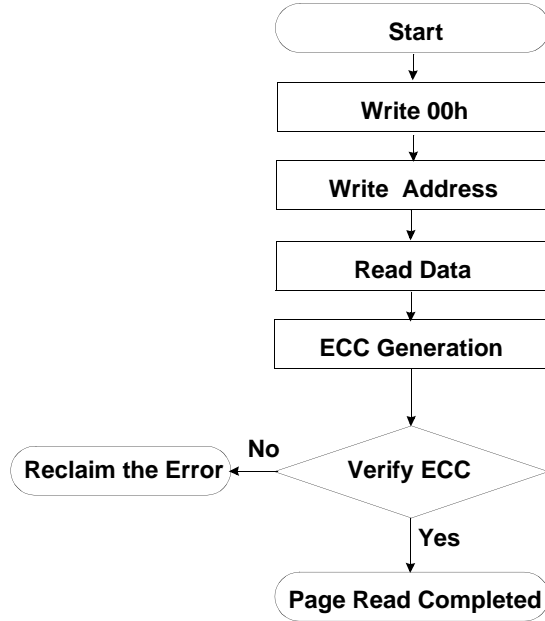 Start
Write 00h
Write Address
Read Data
ECC Generation
No
Reclaim the Error
Verify ECC
Yes
Page Read Completed